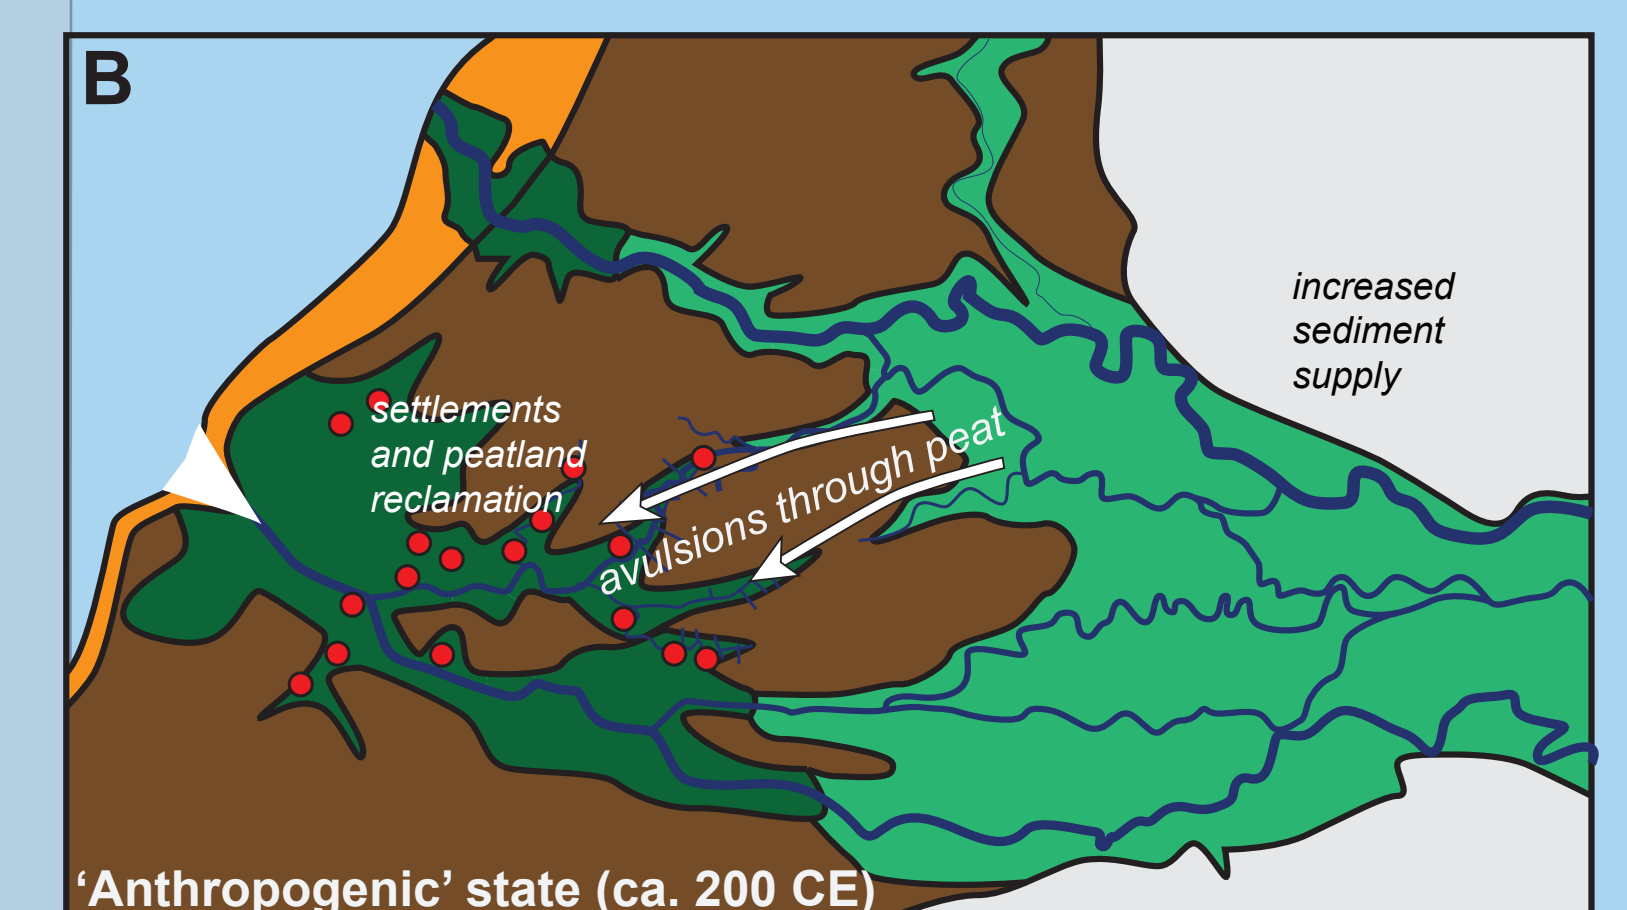 B
increased
sediment
supply
settlements
and peatland
reclamation
avulsions through peat
‘Anthropogenic’ state (ca. 200 CE)